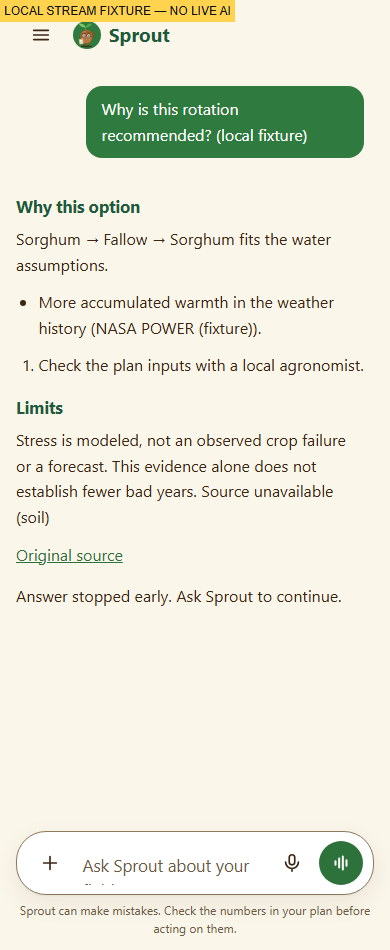 LOCAL STREAM FIXTURE — NO LIVE AI
Sprout
Why is this rotation
recommended? (local fixture)
Why this option
Sorghum → Fallow → Sorghum fits the water
assumptions.
• More accumulated warmth in the weather
history (NASA POWER (fixture)).
1. Check the plan inputs with a local agronomist.
Limits
Stress is modeled, not an observed crop failure
or a forecast. This evidence alone does not
establish fewer bad years. Source unavailable
(soil)
Original source
Answer stopped early. Ask Sprout to continue.
Ask Sprout about your
Sprout can make mistakes. Check the numbers in your plan before
acting on them.